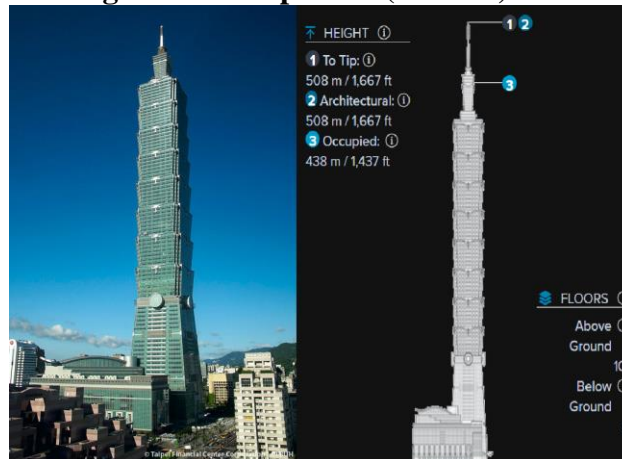 HEIGHT
1 To Tip:
508 m / 1,667 ft
2 Architectural:
508 m / 1,667 ft
3 Occupied:
438 m / 1,437 ft
1 2
3
FLOORS
Above
Ground
10
Below
Ground
© Taipei Financial Center